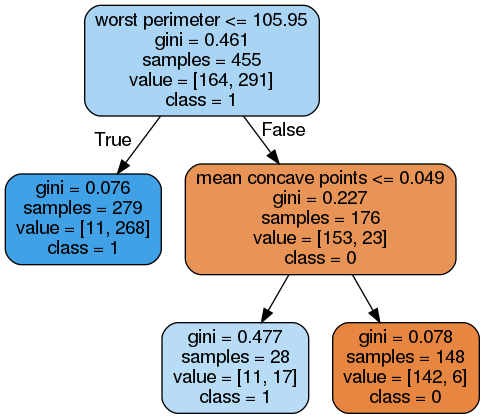 worst perimeter <= 105.95
gini = 0.461
samples = 455
value = [164, 291]
class = 1
True
False
gini = 0.076
samples = 279
value = [11, 268]
class = 1
mean concave points <= 0.049
gini = 0.227
samples = 176
value = [153, 23]
class = 0
gini = 0.477
samples = 28
value = [11, 17]
class = 1
gini = 0.078
samples = 148
value = [142, 6]
class = 0